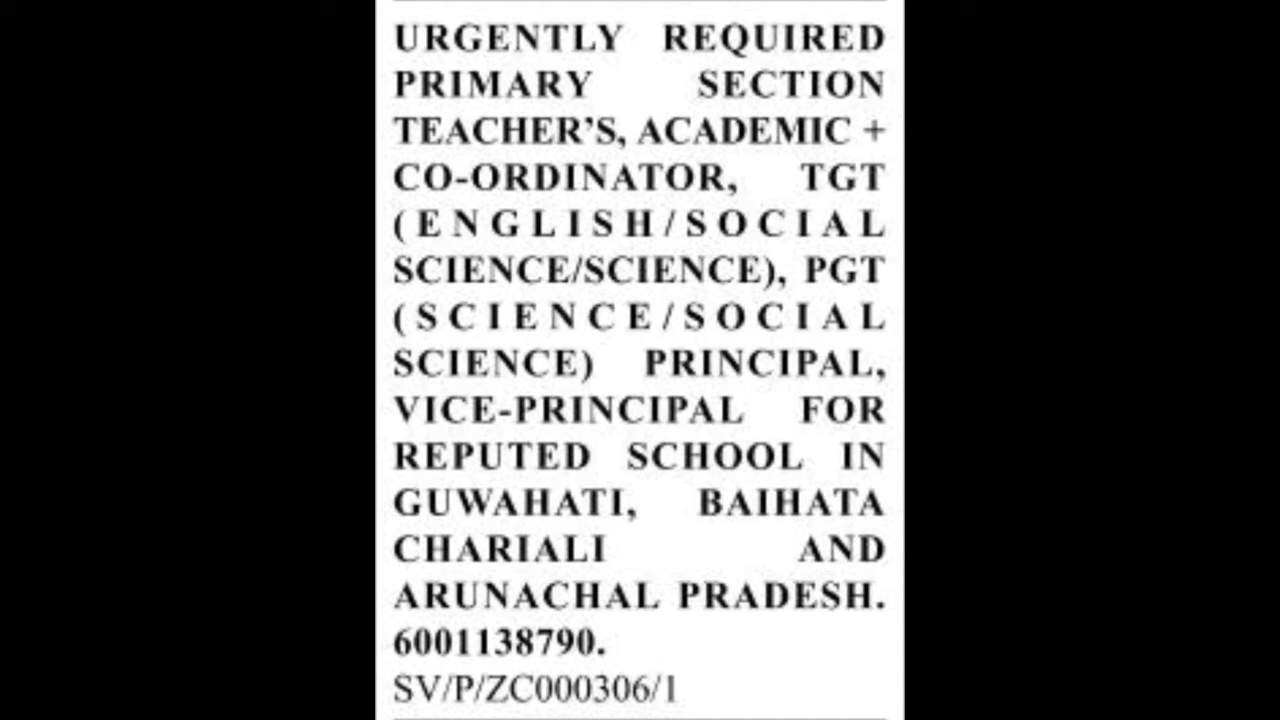 URGENTLY REQUIRED
PRIMARY SECTION
TEACHER'S, ACADEMIC +
CO-ORDINATOR, TGT
(ENGLISH/SOCIAL
SCIENCE/SCIENCE), PGT
(SCIENCE/SOCIAL
SCIENCE) PRINCIPAL,
VICE-PRINCIPAL FOR
REPUTED SCHOOL IN
GUWAHATI, BAIHATA
CHARIALI AND
ARUNACHAL PRADESH.
6001138790.
SV/P/ZC000306/1